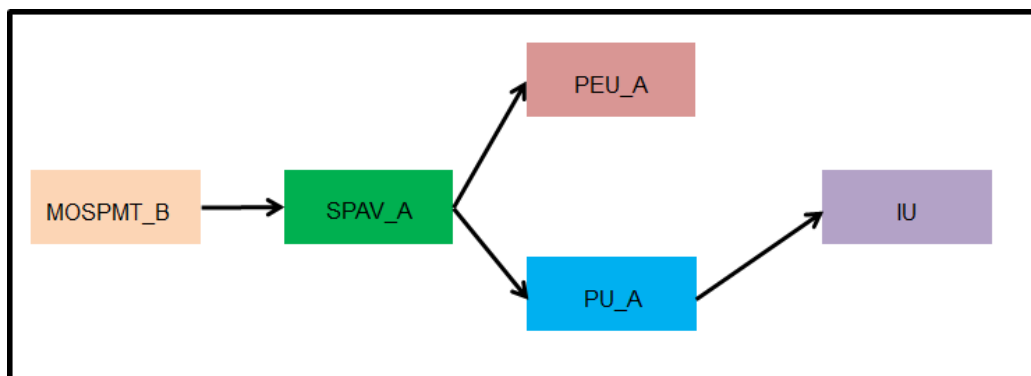 PEU_A
MOSPMT_B
SPAV_A
IU
PU_A